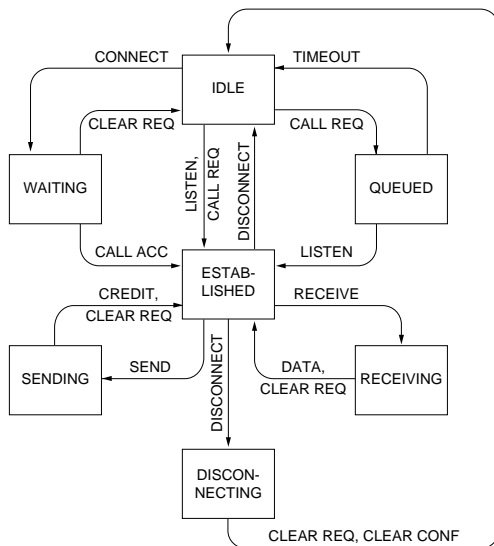 CONNECT
TIMEOUT
IDLE
CLEAR REQ
CALL REQ
LISTEN,
CALL REQ
DISCONNECT
WAITING
QUEUED
CALL ACC
LISTEN
ESTAB-
LISHED
CREDIT,
CLEAR REQ
RECEIVE
SENDING
SEND
DISCONNECT
DATA,
CLEAR REQ
RECEIVING
DISCON-
NECTING
CLEAR REQ, CLEAR CONF